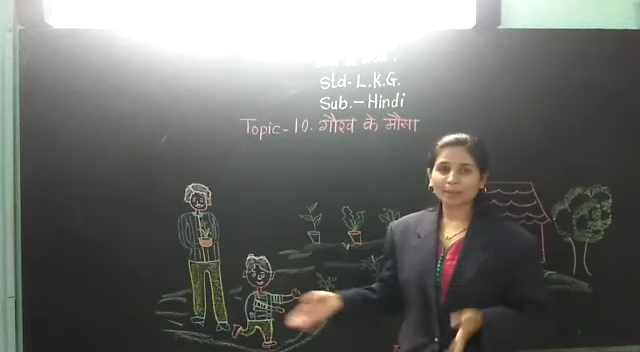 Std- L.K.G.
Sub.- Hindi
Topic - 10. गौरव के मौसा